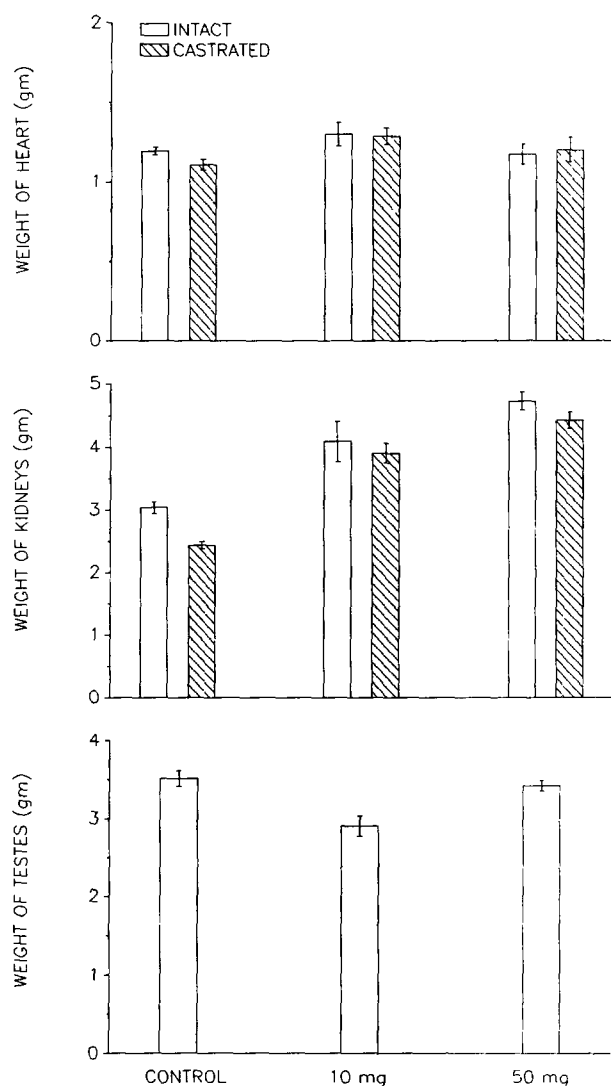 INTACT
CASTRATED
WEIGHT OF HEART (gm)
2
1
0
WEIGHT OF KIDNEYS (gm)
5
4
3
2
1
0
WEIGHT OF TESTES (gm)
4
3
2
1
0
CONTROL 10 mg 50 mg